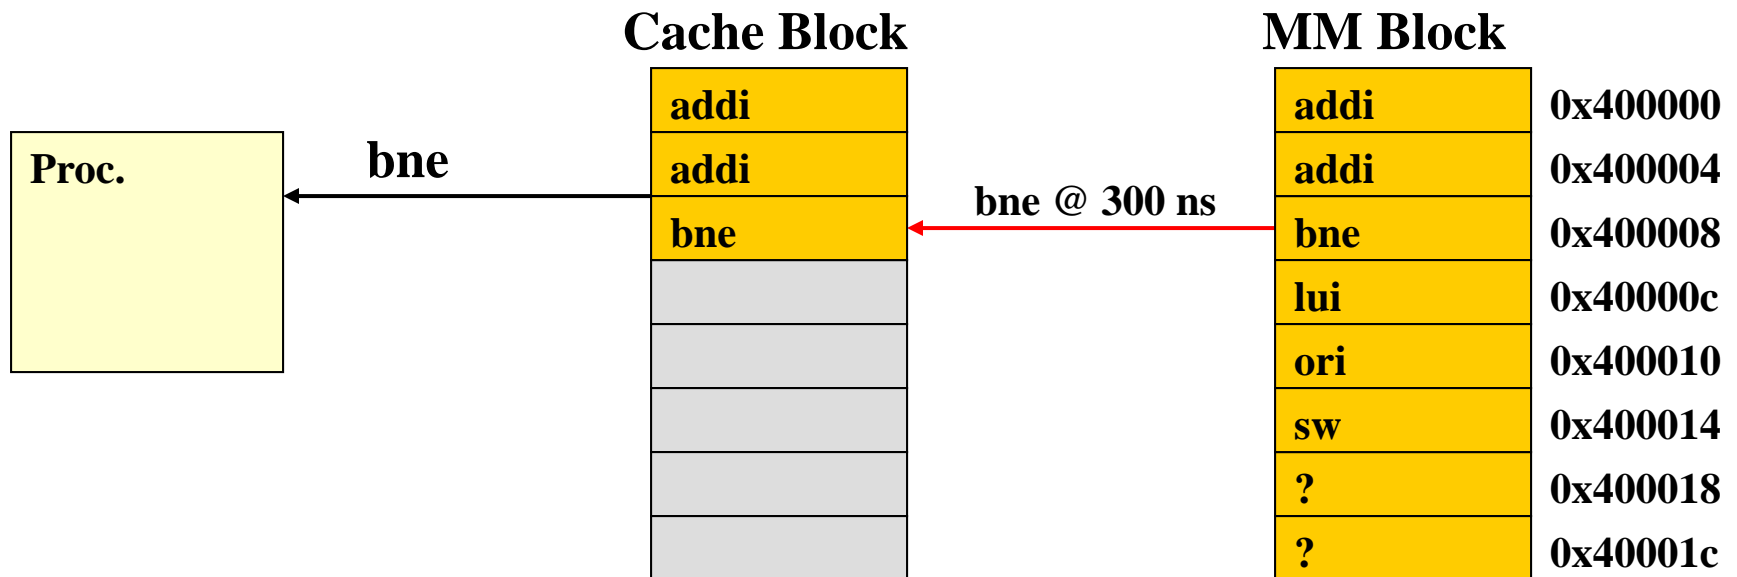 Cache Block MM Block
addi addi 0x400000
Proc. bne addi addi 0x400004
bne @ 300 ns
bne bne 0x400008
lui 0x40000c
ori 0x400010
sw 0x400014
? 0x400018
? 0x40001c